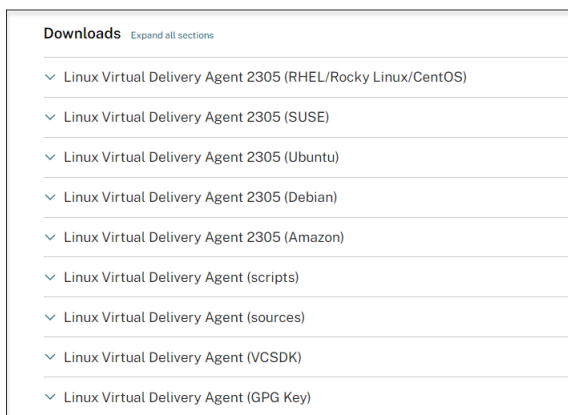 Downloads Expand all sections
Linux Virtual Delivery Agent 2305 (RHEL/Rocky Linux/CentOS)
Linux Virtual Delivery Agent 2305 (SUSE)
Linux Virtual Delivery Agent 2305 (Ubuntu)
Linux Virtual Delivery Agent 2305 (Debian)
Linux Virtual Delivery Agent 2305 (Amazon)
Linux Virtual Delivery Agent (scripts)
Linux Virtual Delivery Agent (sources)
Linux Virtual Delivery Agent (VCSDK)
Linux Virtual Delivery Agent (GPG Key)